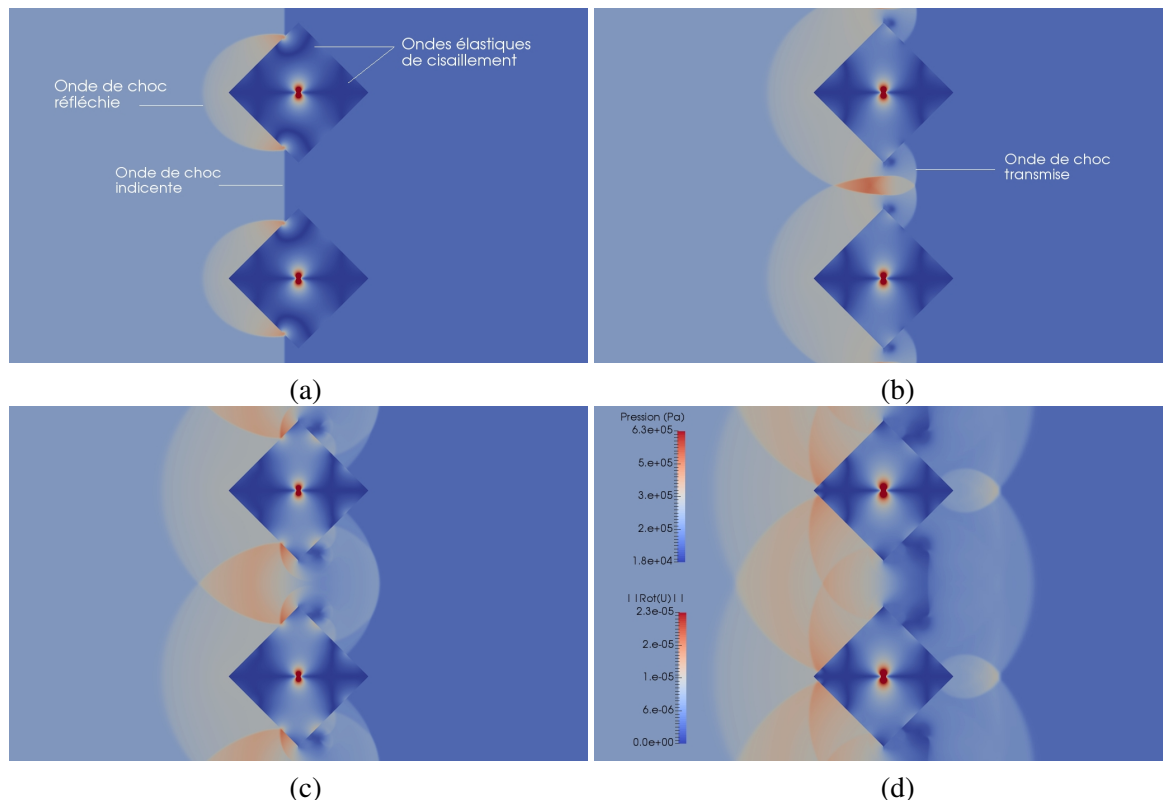 Ondes élastiques
de cisaillement
Onde de choc
réfléchie
Onde de choc
indicente
(a)
Onde de choc
transmise
(b)
(c)
Pression (Pa)
6.3e+05
5.e+05
3.e+05
2.e+05
1.8e+04
||Rot(U)||
2.3e-05
2.e-05
1.e-05
6.e-06
0.0e+00
(d)